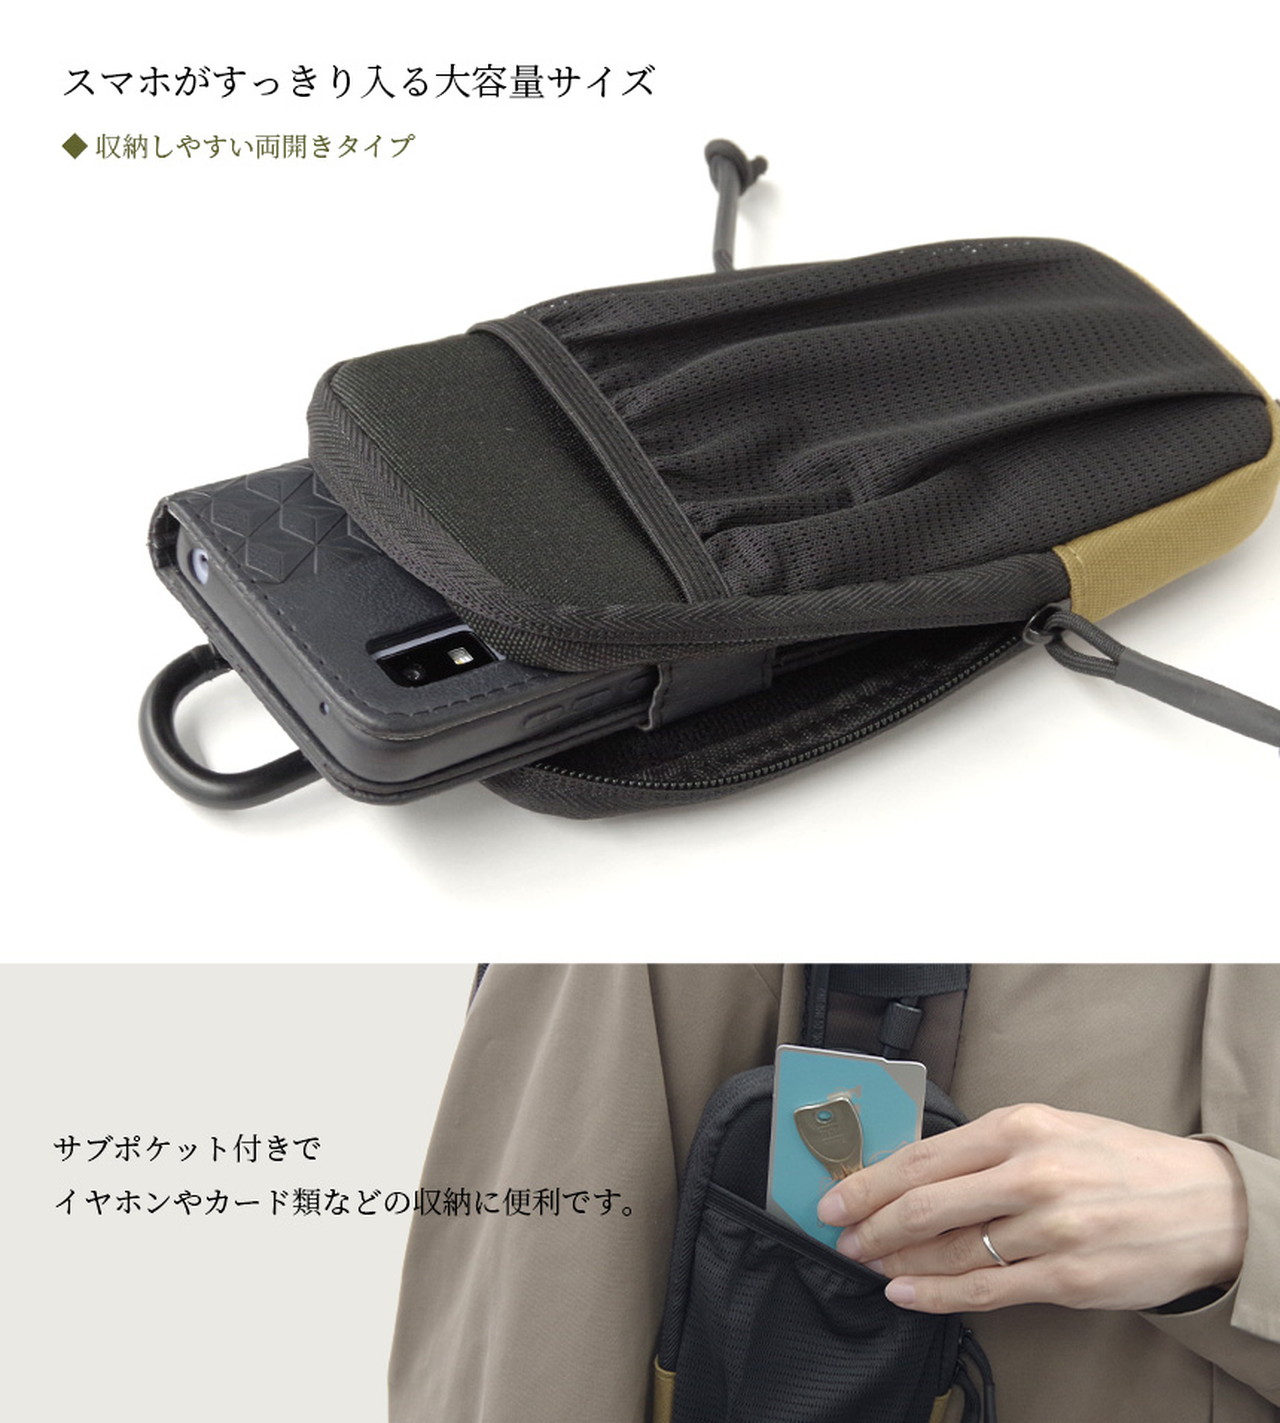 スマホがすっきり入る大容量サイズ
◆ 収納しやすい両開きタイプ
サブポケット付きで
イヤホンやカード類などの収納に便利です。